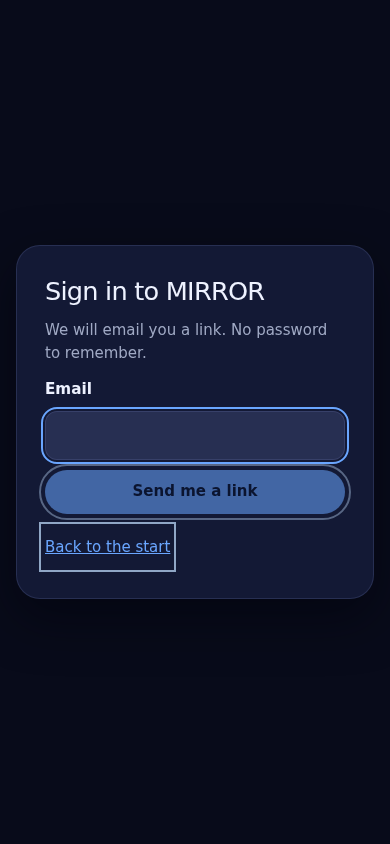 Sign in to MIRROR
We will email you a link. No password
to remember.
Email
Send me a link
Back to the start